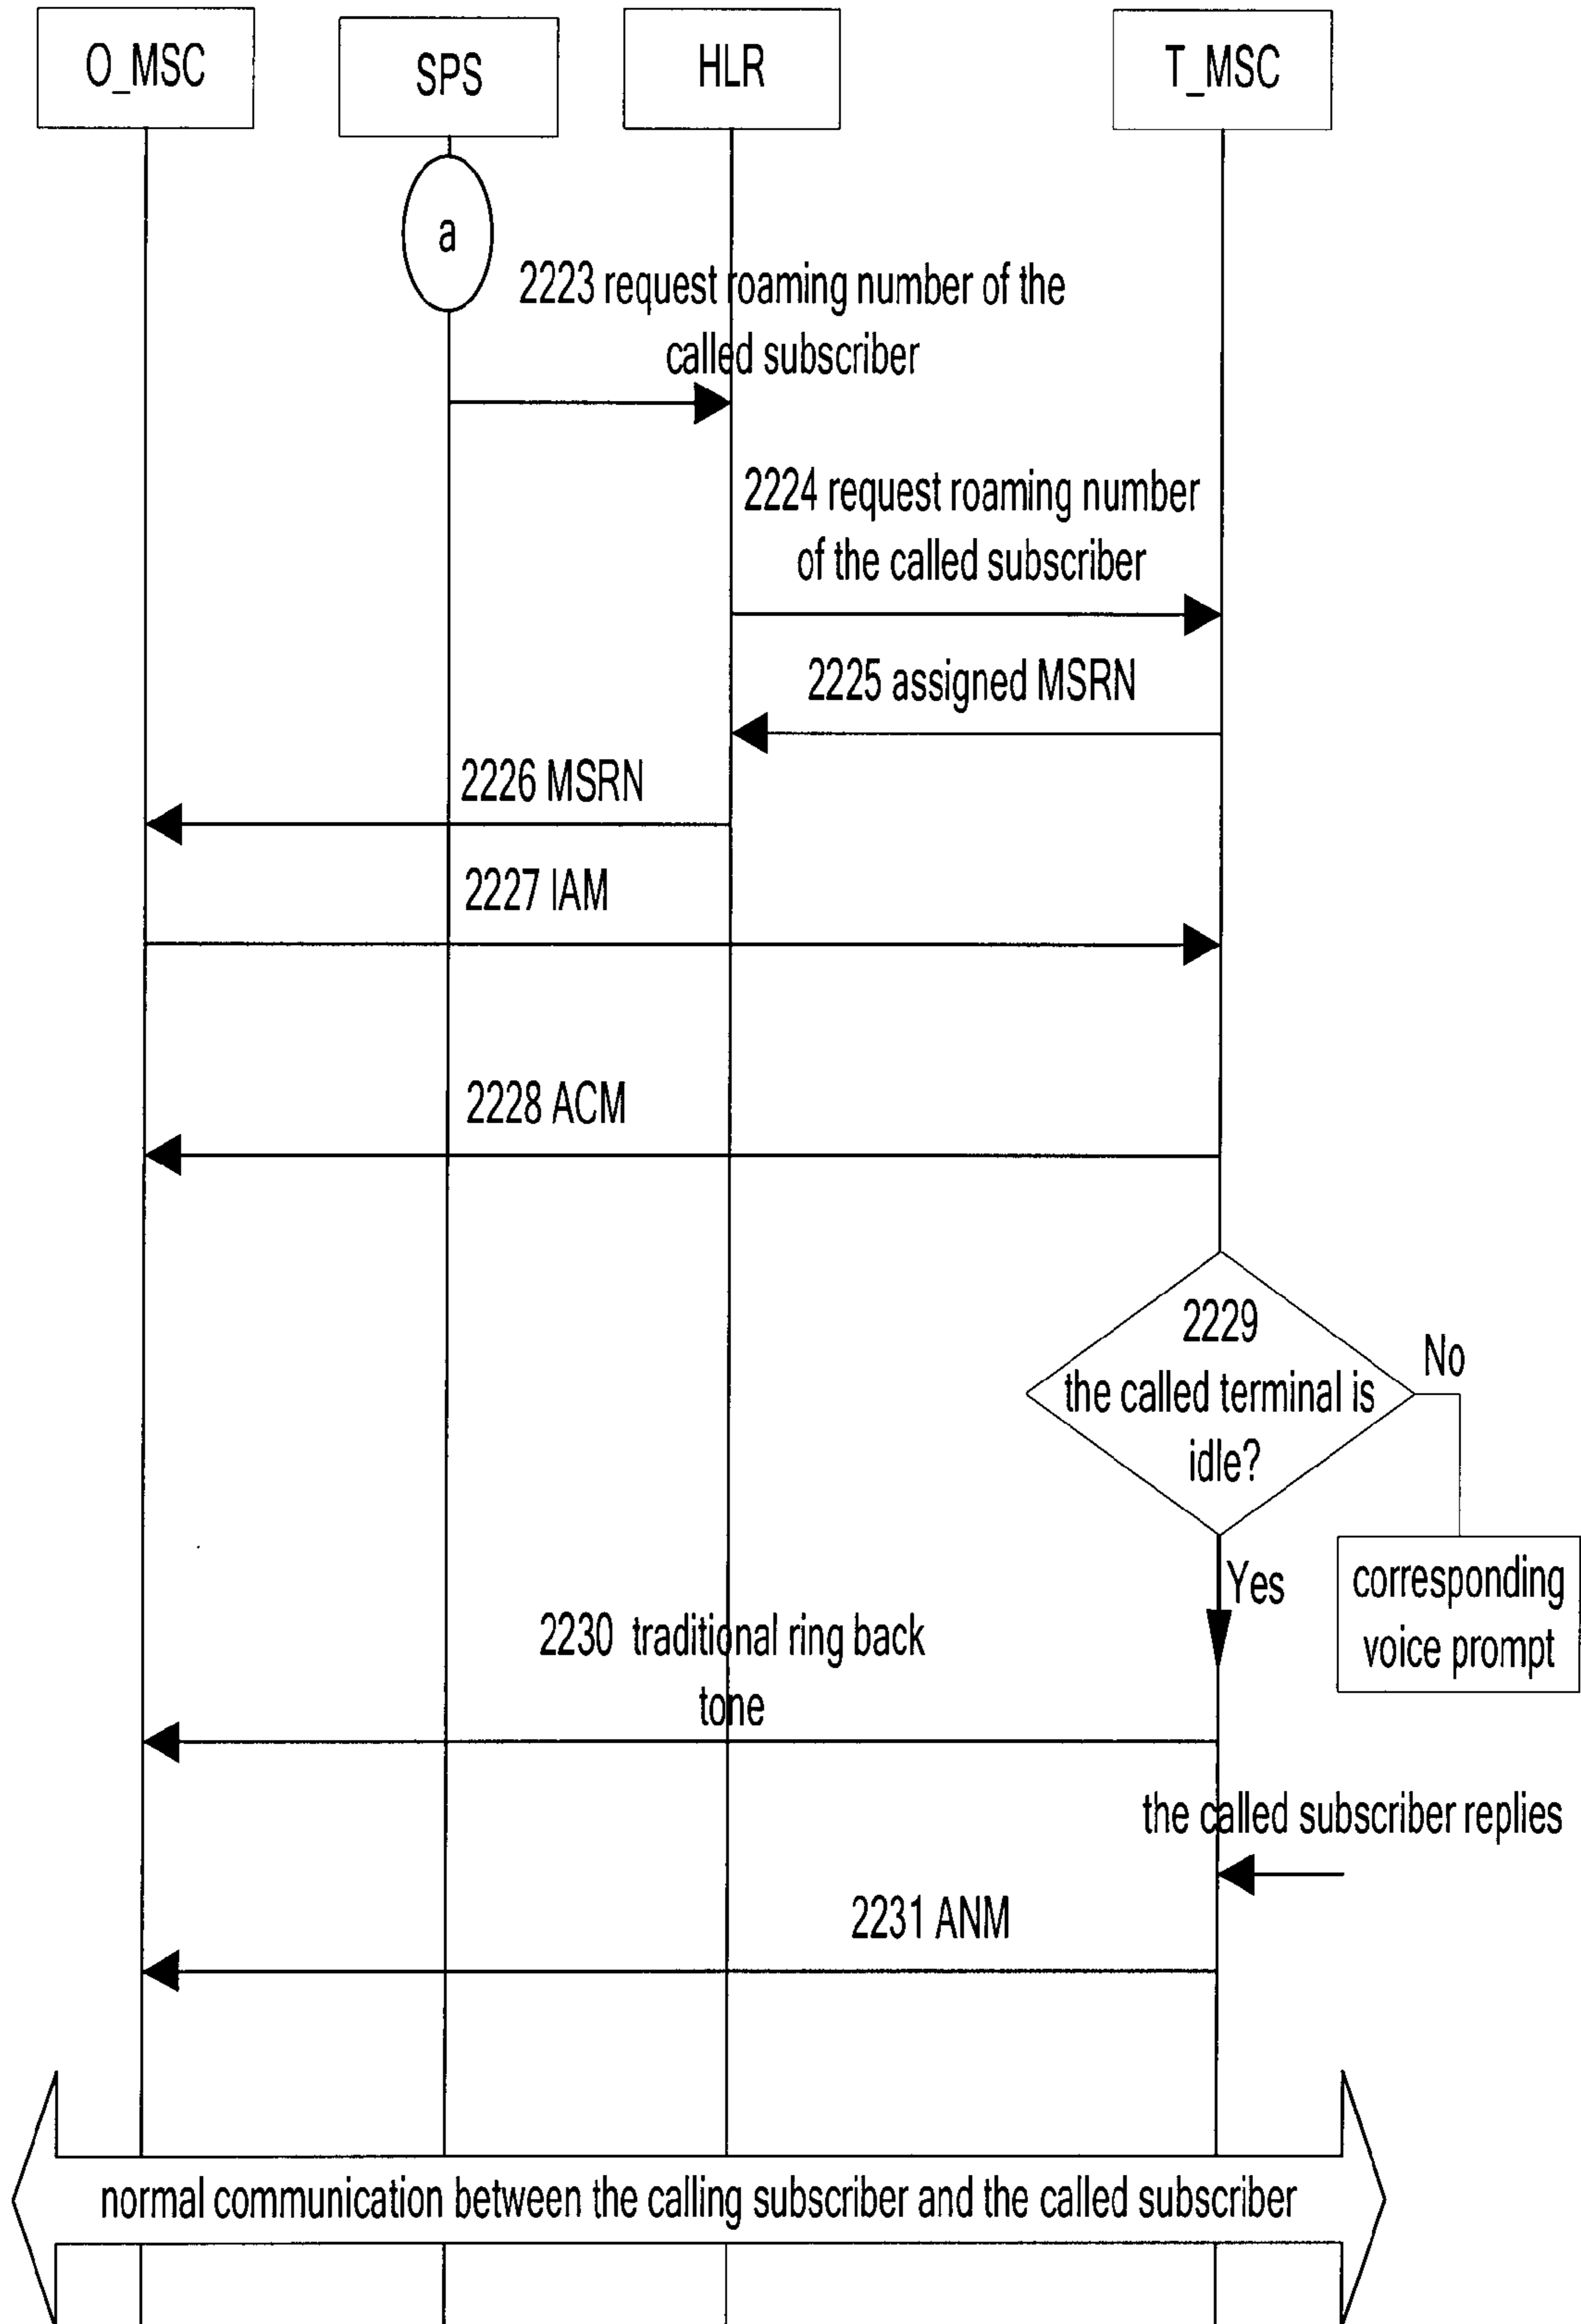 O_MSC
SPS
HLR
T_MSC
a
2223 request roaming number of the
called subscriber
2224 request roaming number
of the called subscriber
2225 assigned MSRN
2226 MSRN
2227 IAM
2228 ACM
2229
the called terminal is
idle?
No
Yes
corresponding
voice prompt
2230 traditional ring back
tone
the called subscriber replies
2231 ANM
normal communication between the calling subscriber and the called subscriber